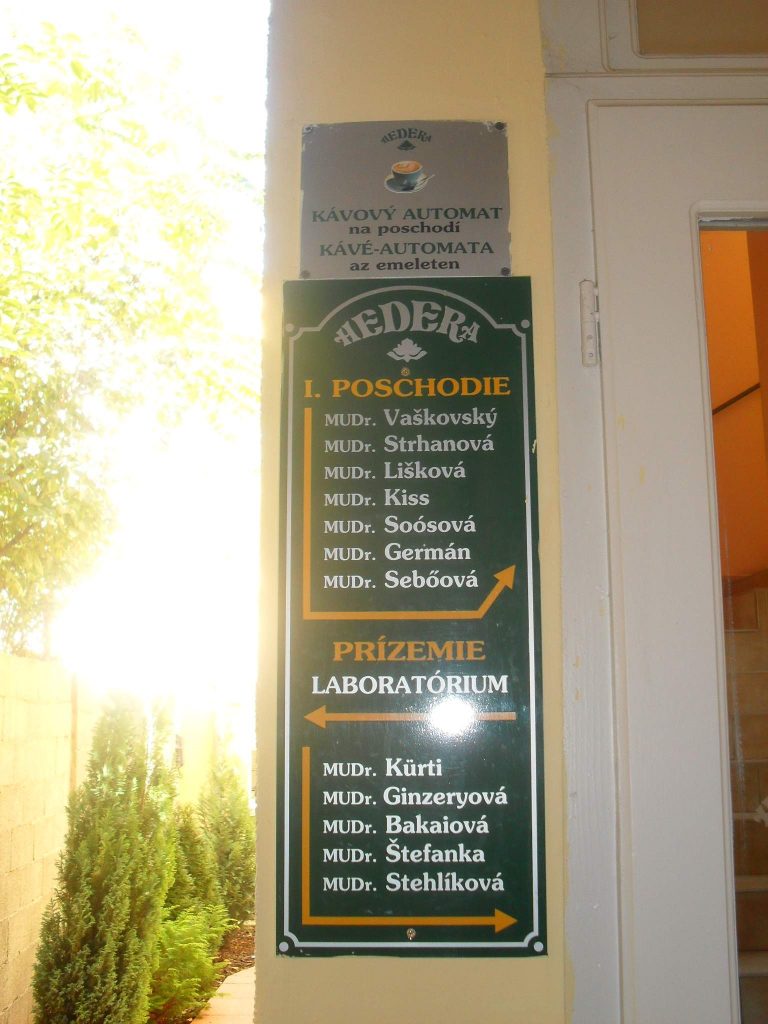 HEDERA
KÁVOVÝ AUTOMAT
na poschodí
KÁVÉ-AUTOMATA
az emeleten
HEDERA
I. POSCHODIE
MUDr. Vaškovský
MUDr. Strhanová
MUDr. Lišková
MUDr. Kiss
MUDr. Soósová
MUDr. Germán
MUDr. Sebőová
PRÍZEMIE
LABORATÓRIUM
MUDr. Kürti
MUDr. Ginzeryová
MUDr. Bakaiová
MUDr. Štefanka
MUDr. Stehlíková